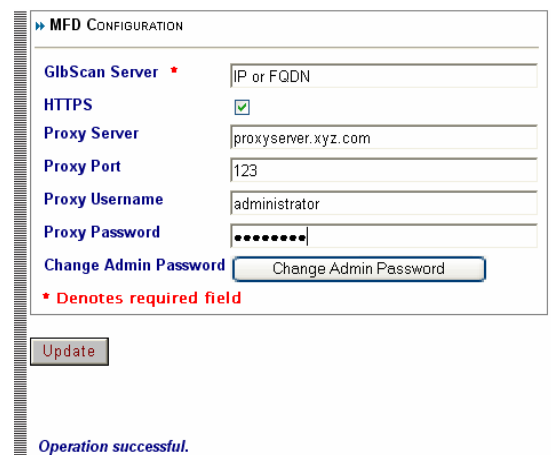 » MFD CONFIGURATION
GlbScan Server * IP or FQDN
HTTPS
Proxy Server proxyserver.xyz.com
Proxy Port 123
Proxy Username administrator
Proxy Password ●●●●●●●●
Change Admin Password Change Admin Password
* Denotes required field
Update
Operation successful.